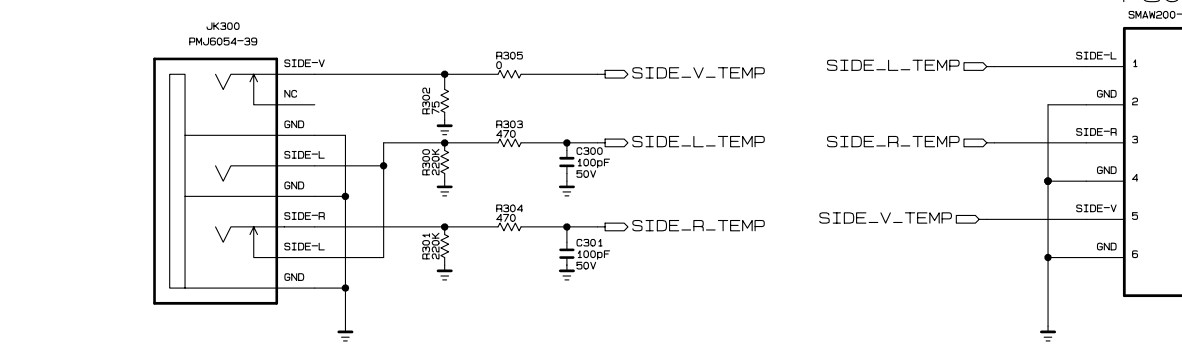 JK300
PMJ6054-39
SIDE-V
NC
GND
SIDE-L
GND
SIDE-R
SIDE-L
GND
R305
0
SIDE_V_TEMP
R302
75
R303
470
SIDE_L_TEMP
R300
220K
C300
100pF
50V
R304
470
SIDE_R_TEMP
R301
220K
C301
100pF
50V
SMAW200-
SIDE_L_TEMP
SIDE-L
1
GND
2
SIDE_R_TEMP
SIDE-R
3
GND
4
SIDE_V_TEMP
SIDE-V
5
GND
6